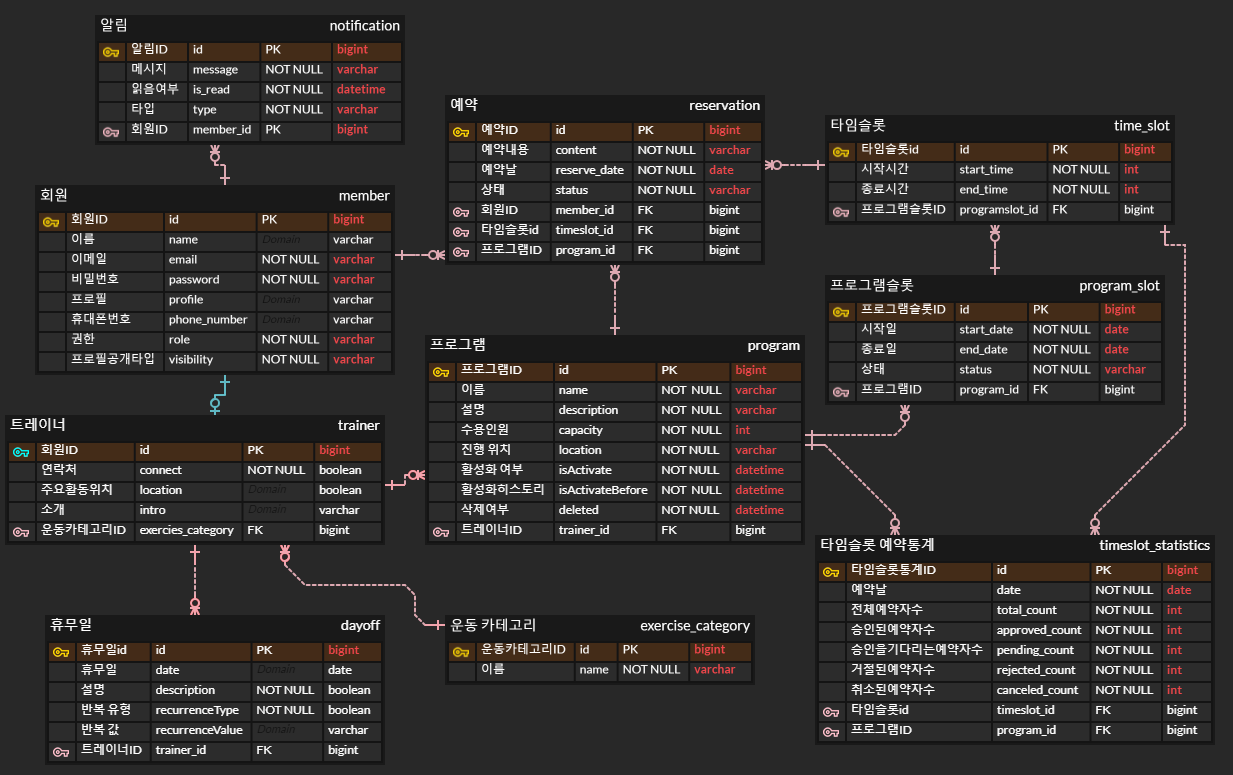 알림 notification
알림ID id PK bigint
메시지 message NOT NULL varchar
읽음여부 is_read NOT NULL datetime
타입 type NOT NULL varchar
회원ID member_id PK bigint
예약 reservation
예약ID id PK bigint
예약내용 content NOT NULL varchar
예약날 reserve_date NOT NULL date
상태 status NOT NULL varchar
회원ID member_id FK bigint
타임슬롯id timeslot_id FK bigint
프로그램ID program_id FK bigint
타임슬롯 time_slot
타임슬롯id id PK bigint
시작시간 start_time NOT NULL int
종료시간 end_time NOT NULL int
프로그램슬롯ID programslot_id FK bigint
회원 member
회원ID id PK bigint
이름 name Domain varchar
이메일 email NOT NULL varchar
비밀번호 password NOT NULL varchar
프로필 profile Domain varchar
휴대폰번호 phone_number Domain varchar
권한 role NOT NULL varchar
프로필공개타입 visibility NOT NULL varchar
프로그램슬롯 program_slot
프로그램슬롯ID id PK bigint
시작일 start_date NOT NULL date
종료일 end_date NOT NULL date
상태 status NOT NULL varchar
프로그램ID program_id FK bigint
프로그램 program
프로그램ID id PK bigint
이름 name NOT NULL varchar
설명 description NOT NULL varchar
수용인원 capacity NOT NULL int
진행 위치 location NOT NULL varchar
활성화 여부 isActivate NOT NULL datetime
활성화히스토리 isActivateBefore NOT NULL datetime
삭제여부 deleted NOT NULL datetime
트레이너ID trainer_id FK bigint
트레이너 trainer
회원ID id PK bigint
연락처 connect NOT NULL boolean
주요활동위치 location Domain boolean
소개 intro Domain varchar
운동카테고리ID exercies_category FK bigint
타임슬롯 예약통계 timeslot_statistics
타임슬롯통계ID id PK bigint
예약날 date NOT NULL date
전체예약자수 total_count NOT NULL int
승인된예약자수 approved_count NOT NULL int
승인을기다리는예약자수 pending_count NOT NULL int
거절된예약자수 rejected_count NOT NULL int
취소된예약자수 canceled_count NOT NULL int
타임슬롯id timeslot_id FK bigint
프로그램ID program_id FK bigint
휴무일 dayoff
휴무일id id PK bigint
휴무일 date Domain date
설명 description NOT NULL boolean
반복 유형 recurrenceType NOT NULL boolean
반복 값 recurrenceValue Domain varchar
트레이너ID trainer_id FK bigint
운동 카테고리 exercise_category
운동카테고리ID id PK bigint
이름 name NOT NULL varchar